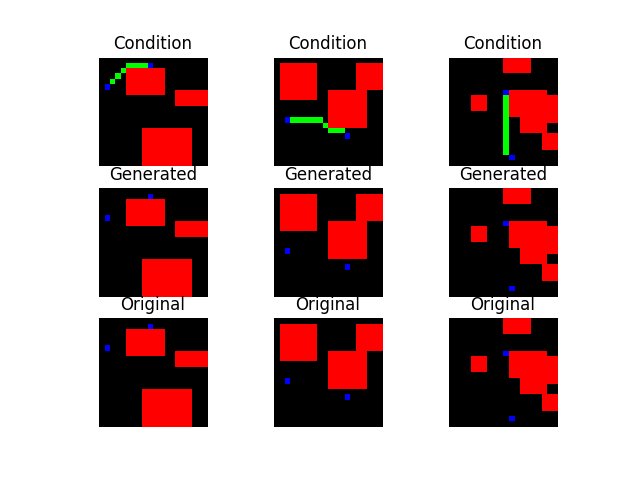 Condition Condition Condition
Generated Generated Generated
Original Original Original